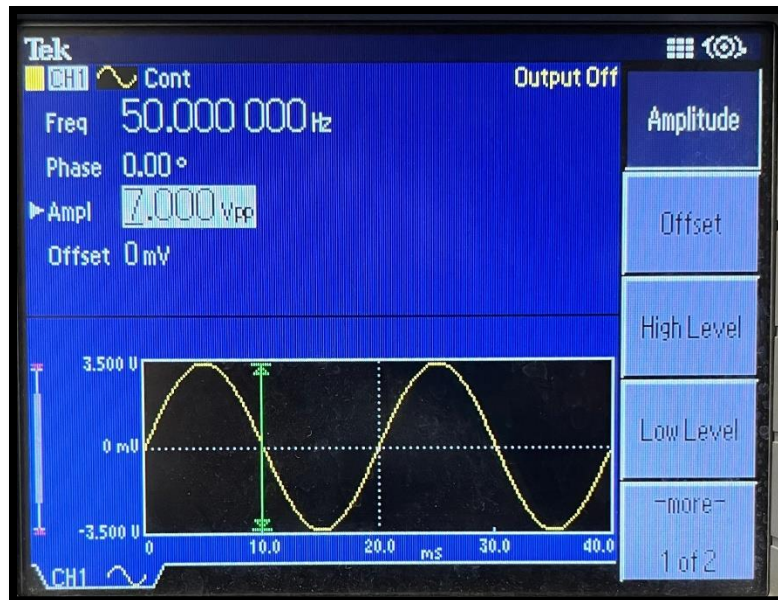 Tek
CH1 Cont Output Off
Freq 50.000 000 Hz
Phase 0.00 °
Ampl 7.000 Vpp
Offset 0 mV
3.500 V
0 mV
-3.500 V
0 10.0 20.0 ms 30.0 40.0
CH1
Amplitude
Offset
High Level
Low Level
-more-
1 of 2